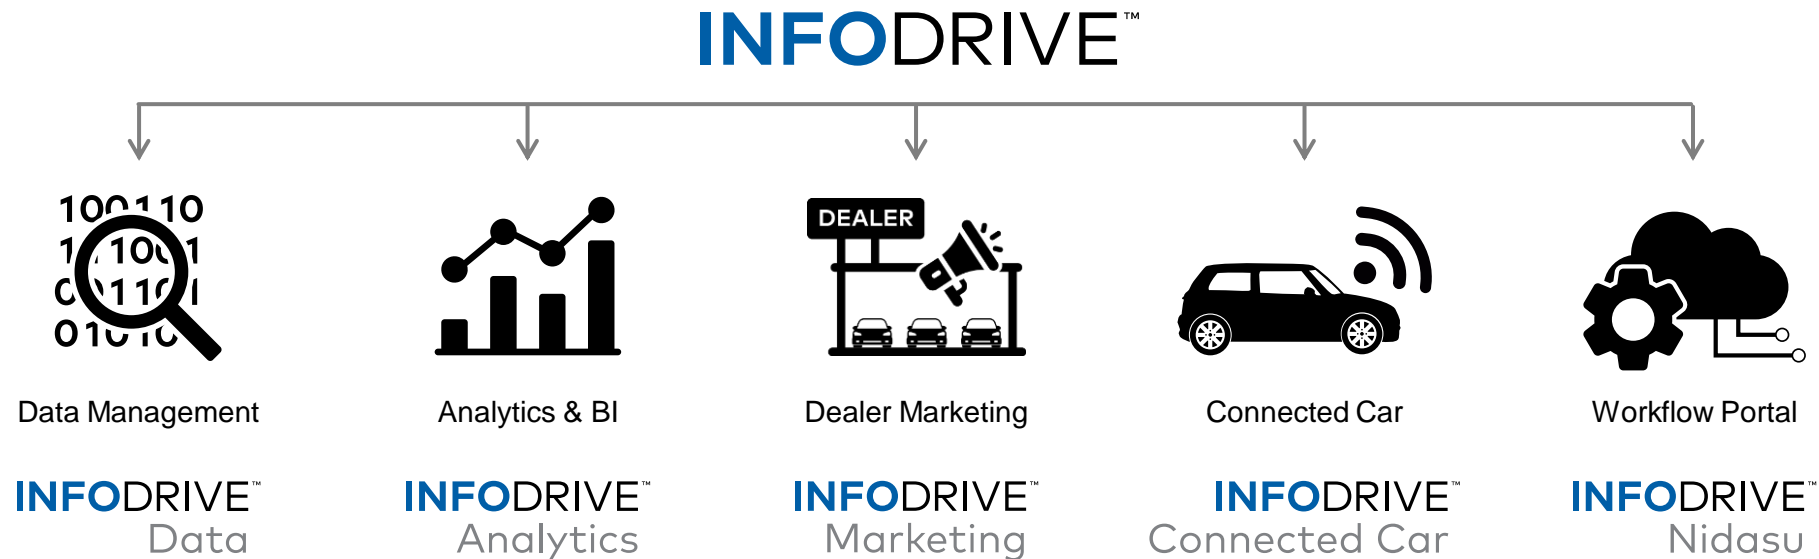 INFODRIVE™
100110
DEALER
Data Management
Analytics & BI
Dealer Marketing
Connected Car
Workflow Portal
INFODRIVE™
Data
INFODRIVE™
Analytics
INFODRIVE™
Marketing
INFODRIVE™
Connected Car
INFODRIVE™
Nidasu